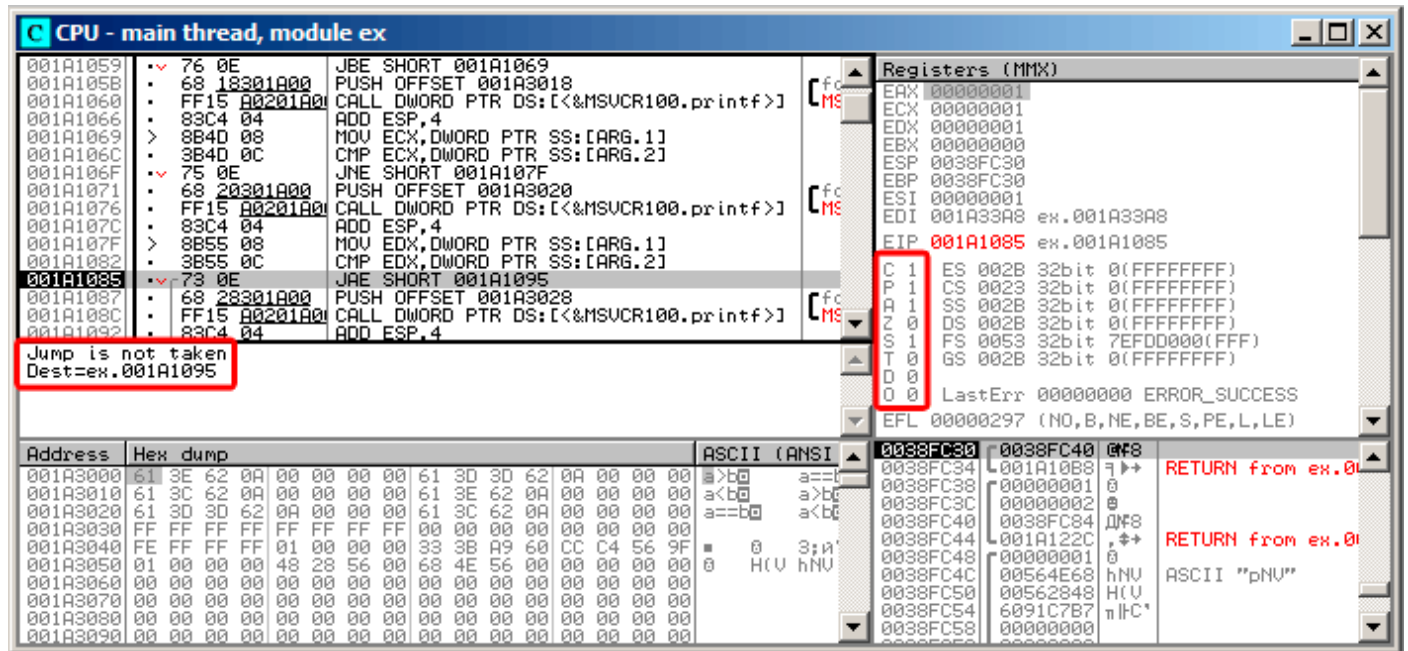 C CPU - main thread, module ex
001A1059 76 0E JBE SHORT 001A1069
001A105B 68 18301A00 PUSH OFFSET 001A3018
001A1060 FF15 A0201A0 CALL DWORD PTR DS:[<&MSVCR100.printf>]
001A1066 83C4 04 ADD ESP,4
001A1069 > 8B4D 08 MOV ECX,DWORD PTR SS:[ARG.1]
001A106C 3B4D 0C CMP ECX,DWORD PTR SS:[ARG.2]
001A106F 75 0E JNE SHORT 001A107F
001A1071 68 20301A00 PUSH OFFSET 001A3020
001A1076 FF15 A0201A0 CALL DWORD PTR DS:[<&MSVCR100.printf>]
001A107C 83C4 04 ADD ESP,4
001A107F > 8B55 08 MOV EDX,DWORD PTR SS:[ARG.1]
001A1082 3B55 0C CMP EDX,DWORD PTR SS:[ARG.2]
001A1085 73 0E JAE SHORT 001A1095
001A1087 68 28301A00 PUSH OFFSET 001A3028
001A108C FF15 A0201A0 CALL DWORD PTR DS:[<&MSVCR100.printf>]
001A1092 83C4 04 ADD ESP,4
Jump is not taken
Dest=ex.001A1095
Registers (MMX)
EAX 00000001
ECX 00000001
EDX 00000001
EBX 00000000
ESP 0038FC30
EBP 0038FC30
ESI 00000001
EDI 001A33A8 ex.001A33A8
EIP 001A1085 ex.001A1085
C 1 ES 002B 32bit 0(FFFFFFFF)
P 1 CS 0023 32bit 0(FFFFFFFF)
A 1 SS 002B 32bit 0(FFFFFFFF)
Z 0 DS 002B 32bit 0(FFFFFFFF)
S 1 FS 0053 32bit 7EFDD000(FFF)
T 0 GS 002B 32bit 0(FFFFFFFF)
D 0
O 0 LastErr 00000000 ERROR_SUCCESS
EFL 00000297 (NO,B,NE,BE,S,PE,L,LE)
Address Hex dump ASCII (ANSI
001A3000 61 3E 62 0A 00 00 00 00 61 3D 3D 62 0A 00 00 00 a>b a==b
001A3010 61 3C 62 0A 00 00 00 00 61 3E 62 0A 00 00 00 00 a<b a>b
001A3020 61 3D 3D 62 0A 00 00 00 61 3C 62 0A 00 00 00 00 a==b a<b
001A3030 FF FF FF FF FF FF FF FF 00 00 00 00 00 00 00 00
001A3040 FE FF FF FF 01 00 00 00 33 3B A9 60 CC C4 56 9F
001A3050 01 00 00 00 48 28 56 00 68 4E 56 00 00 00 00 00 H(V hNV
001A3060 00 00 00 00 00 00 00 00 00 00 00 00 00 00 00 00
001A3070 00 00 00 00 00 00 00 00 00 00 00 00 00 00 00 00
001A3080 00 00 00 00 00 00 00 00 00 00 00 00 00 00 00 00
001A3090 00 00 00 00 00 00 00 00 00 00 00 00 00 00 00 00
0038FC30 0038FC40
0038FC34 001A10B8 RETURN from ex.0
0038FC38 00000001
0038FC3C 00000002
0038FC40 0038FC84
0038FC44 001A122C RETURN from ex.0
0038FC48 00000001
0038FC4C 00564E68 hNV ASCII "pNV"
0038FC50 00562848 H(V
0038FC54 6091C7B7
0038FC58 00000000